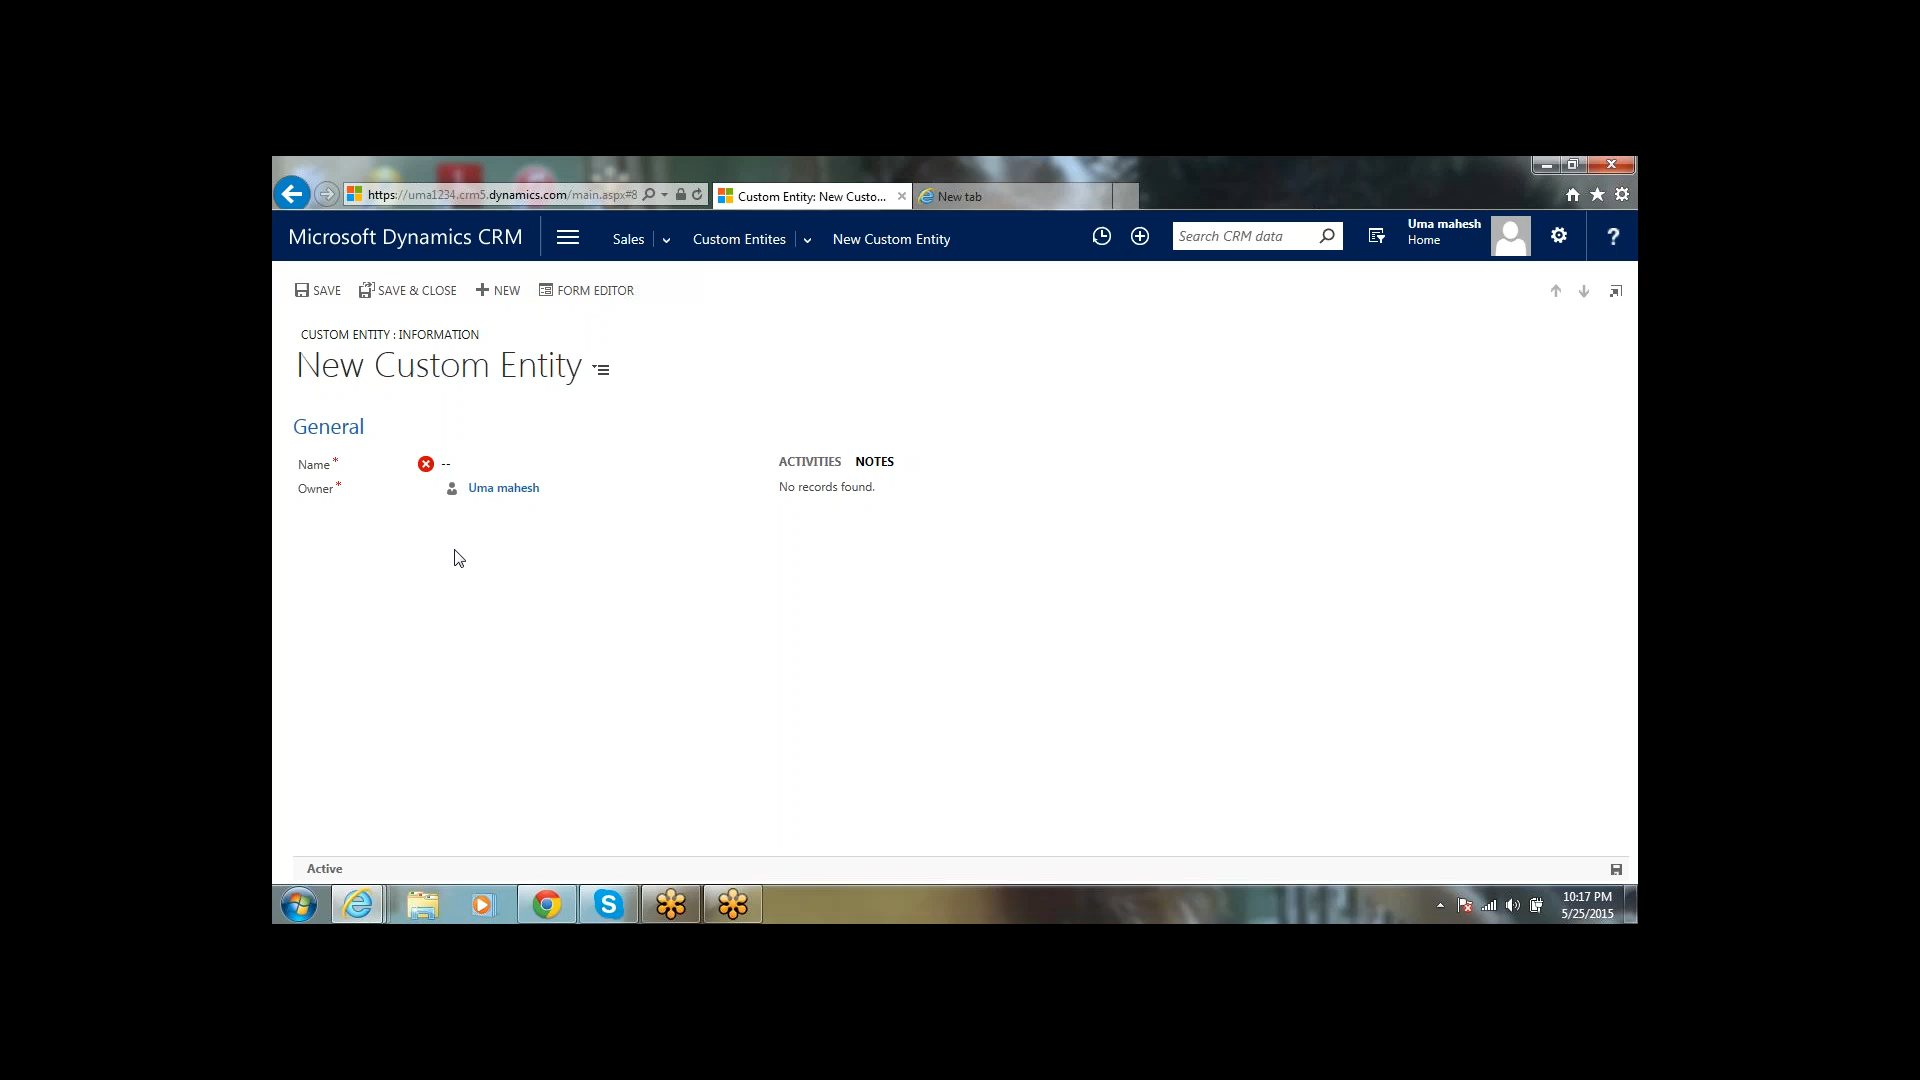 https://uma1234.crm5.dynamics.com/main.aspx#8
Custom Entity: New Custo...
New tab
Microsoft Dynamics CRM
Sales
Custom Entites
New Custom Entity
Search CRM data
Uma mahesh
Home
?
SAVE
SAVE & CLOSE
NEW
FORM EDITOR
CUSTOM ENTITY : INFORMATION
New Custom Entity
General
Name*
--
ACTIVITIES NOTES
Owner*
Uma mahesh
No records found.
Active
10:17 PM
5/25/2015